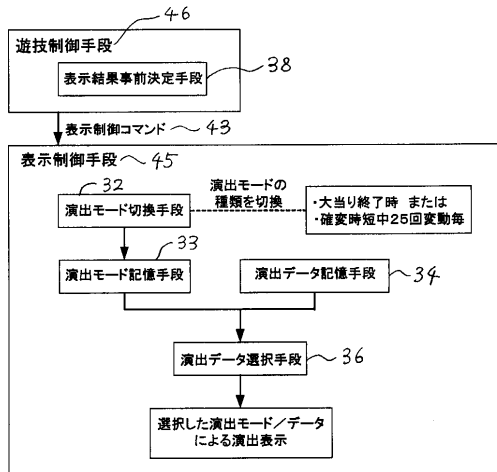 46
遊技制御手段
表示結果事前決定手段
38
表示制御コマンド
43
表示制御手段
45
32
演出モード切換手段
演出モードの
種類を切換
・大当り終了時 または
・確変時短中25回変動毎
33
演出モード記憶手段
演出データ記憶手段
34
演出データ選択手段
36
選択した演出モード/データ
による演出表示